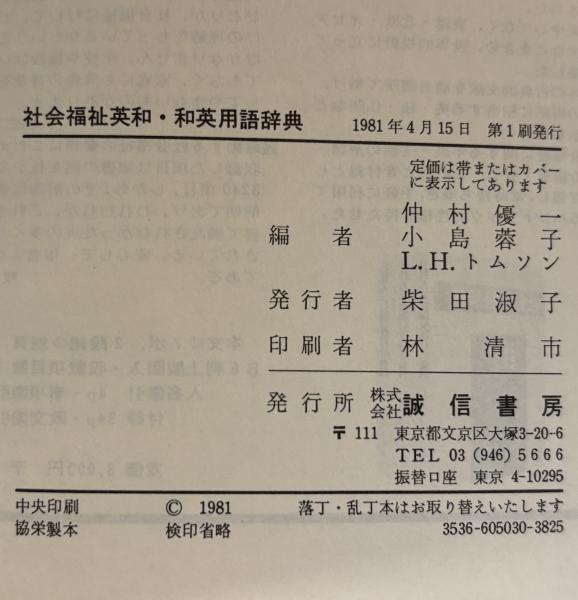 社会福祉英和・和英用語辞典
1981年4月15日 第1刷発行
定価は帯またはカバー
に表示してあります
編者 仲村優一
小島蓉子
L.H.トムソン
発行者 柴田淑子
印刷者 林清市
発行所 株式会社 誠信書房
〒111 東京都文京区大塚3-20-6
TEL 03 (946) 5666
振替口座 東京 4-10295
中央印刷 © 1981 落丁・乱丁本はお取り替えいたします
協栄製本 検印省略 3536-605030-3825